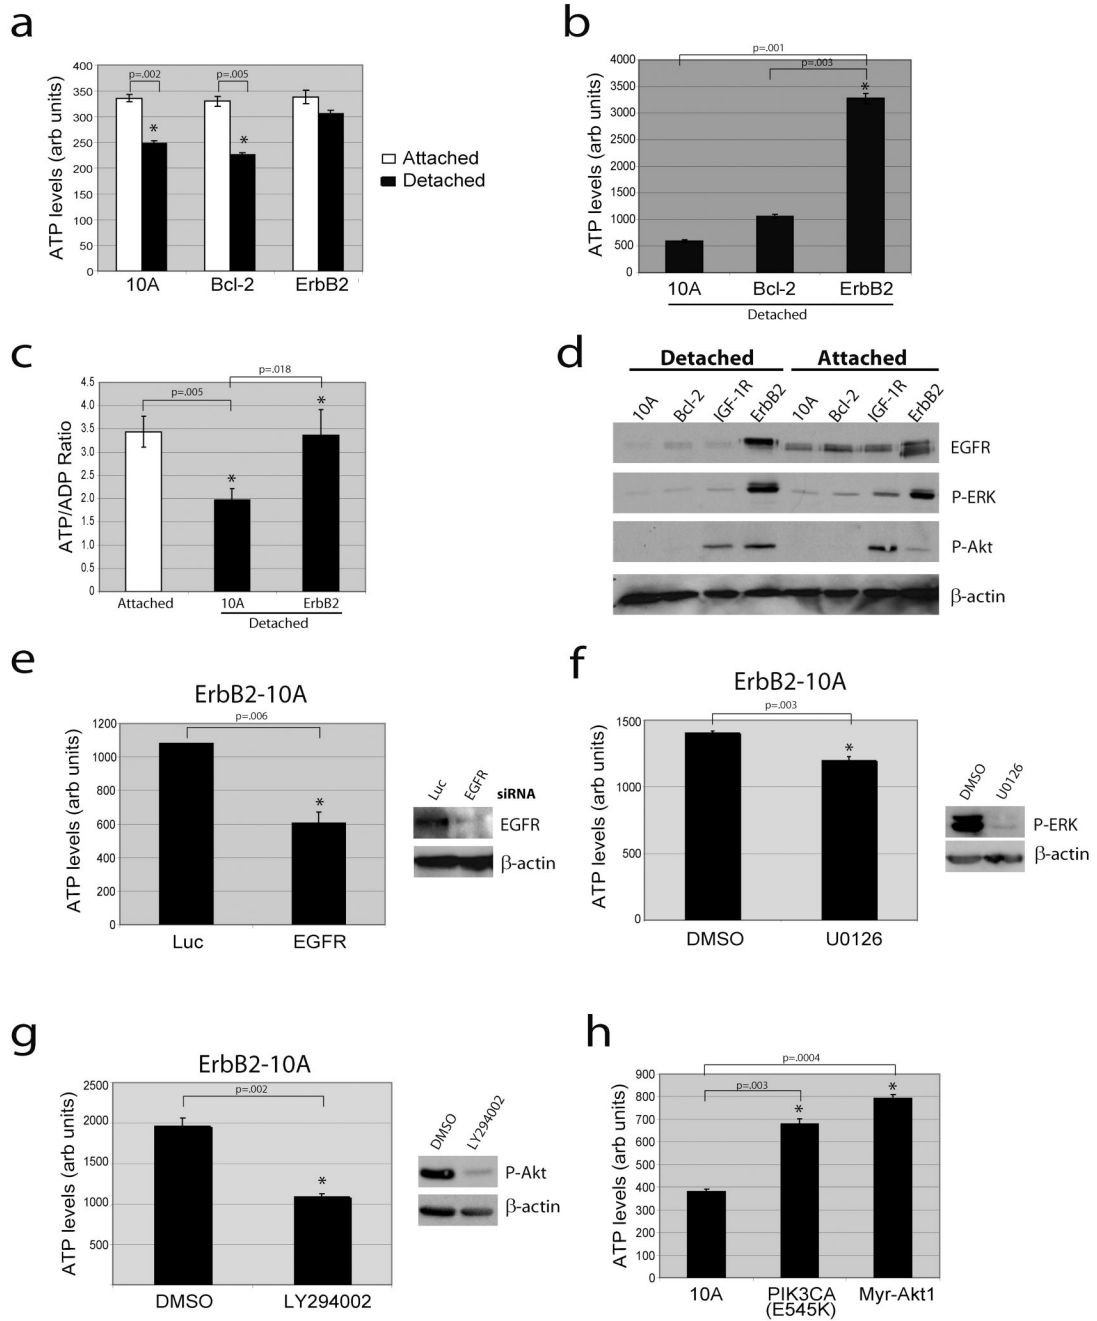 a
ATP levels (arb units)
400
350
300
250
200
150
100
50
0
p=.002
p=.005
*
*
10A Bcl-2 ErbB2
Attached
Detached
b
ATP levels (arb units)
4000
3500
3000
2500
2000
1500
1000
500
0
p=.001
p=.003
*
10A Bcl-2 ErbB2
Detached
c
ATP/ADP Ratio
4.5
4.0
3.5
3.0
2.5
2.0
1.5
1.0
0.5
0
p=.018
p=.005
*
*
Attached 10A ErbB2
Detached
d
Detached Attached
10A Bcl-2 IGF-1R ErbB2 10A Bcl-2 IGF-1R ErbB2
EGFR
P-ERK
P-Akt
β-actin
e
ErbB2-10A
ATP levels (arb units)
1200
1000
800
600
400
200
0
p=.006
*
Luc EGFR
Luc EGFR siRNA
EGFR
β-actin
f
ErbB2-10A
ATP levels (arb units)
1500
1000
500
0
p=.003
*
DMSO U0126
DMSO U0126
P-ERK
β-actin
g
ErbB2-10A
ATP levels (arb units)
2500
2000
1500
1000
500
p=.002
*
DMSO LY294002
DMSO LY294002
P-Akt
β-actin
h
ATP levels (arb units)
900
800
700
600
500
400
300
200
100
0
p=.0004
p=.003
*
*
10A PIK3CA Myr-Akt1
(E545K)